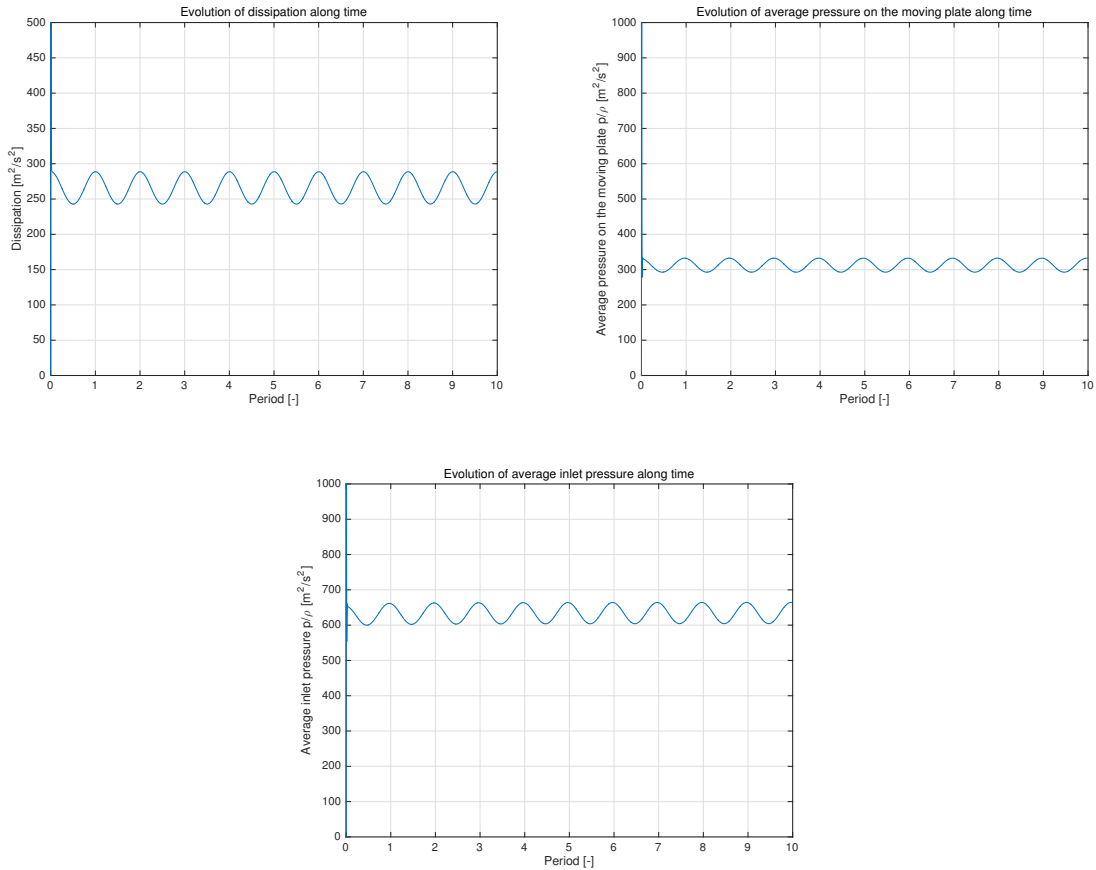 Evolution of dissipation along time
500
450
400
350
300
250
200
150
100
50
0
Dissipation [m²/s²]
0 1 2 3 4 5 6 7 8 9 10
Period [-]
Evolution of average pressure on the moving plate along time
1000
900
800
700
600
500
400
300
200
100
0
Average pressure on the moving plate p/ρ [m²/s²]
0 1 2 3 4 5 6 7 8 9 10
Period [-]
Evolution of average inlet pressure along time
1000
900
800
700
600
500
400
300
200
100
0
Average inlet pressure p/ρ [m²/s²]
0 1 2 3 4 5 6 7 8 9 10
Period [-]